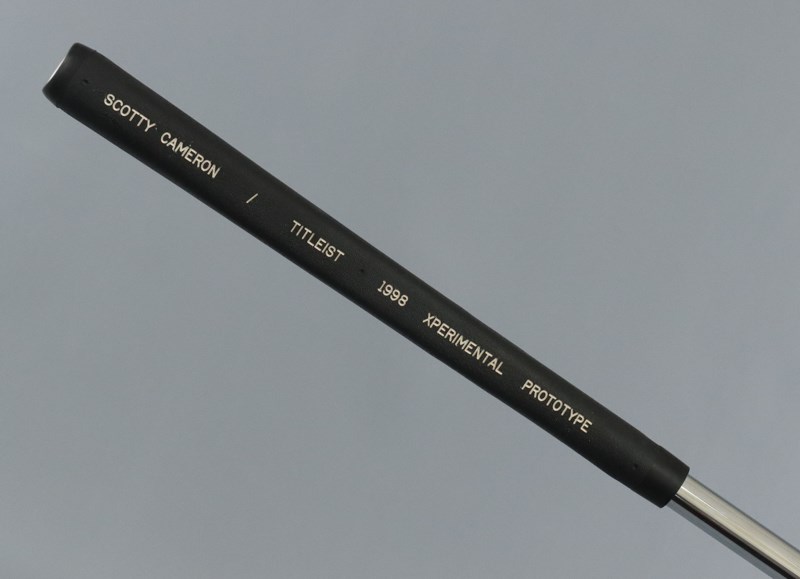 SCOTTY CAMERON / TITLEIST 1998 XPERIMENTAL PROTOTYPE